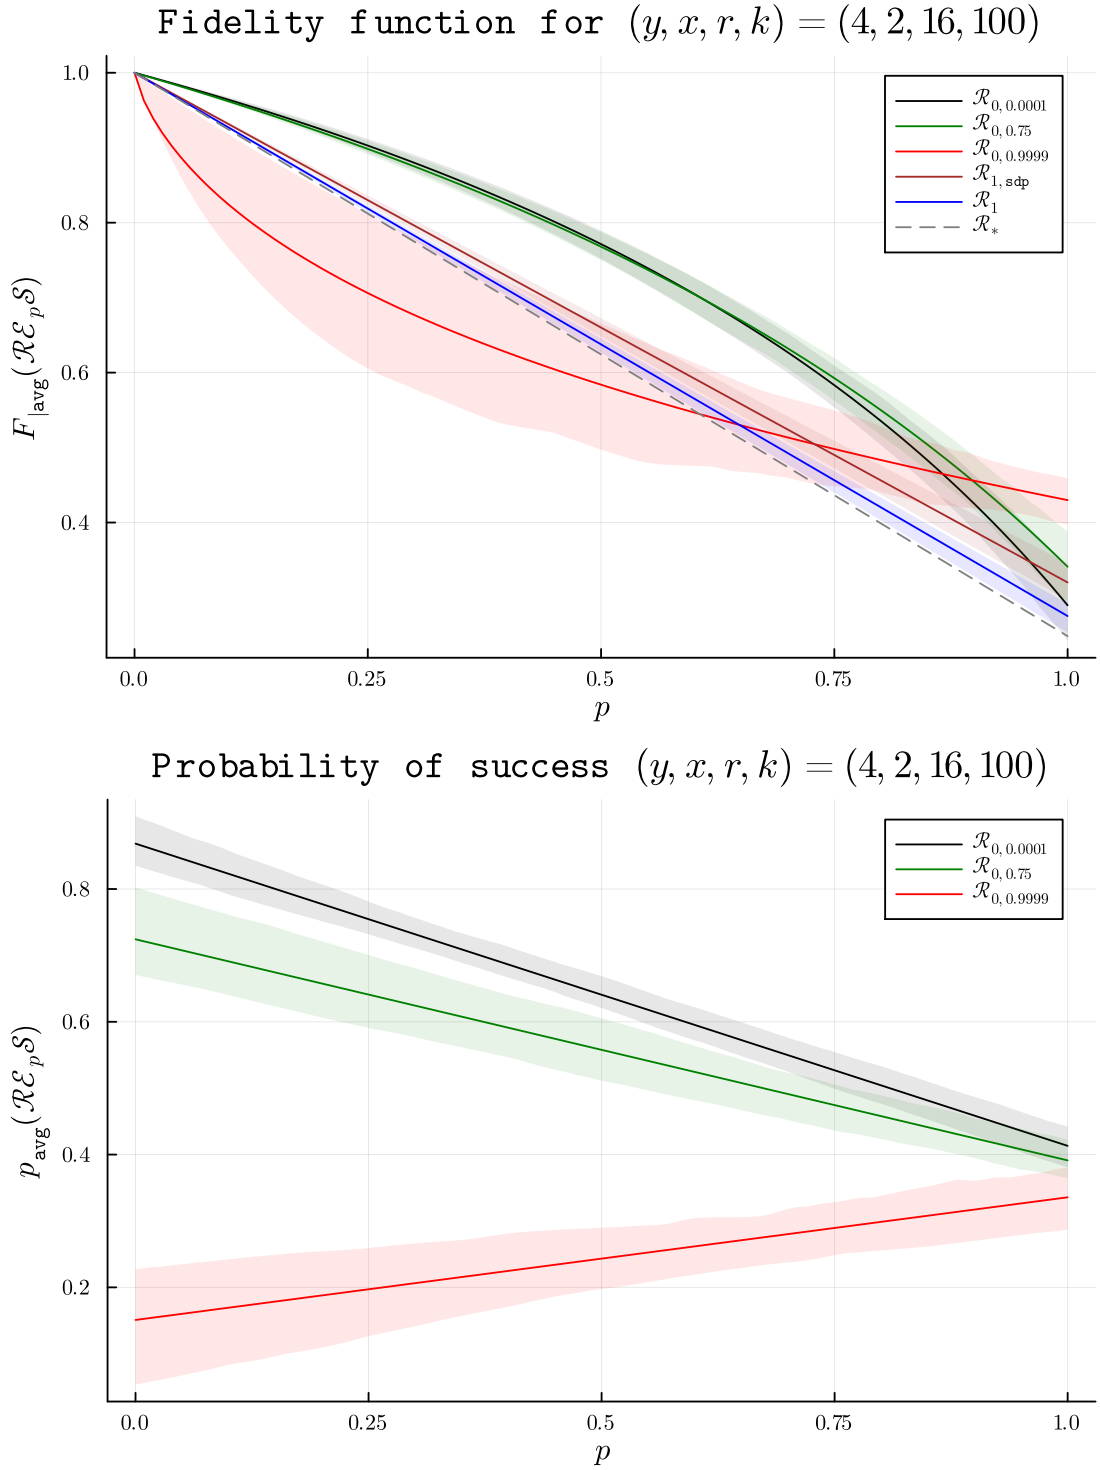 Fidelity function for (y, x, r, k) = (4, 2, 16, 100)
1.0
0.8
0.6
0.4
F|avg(ℛℰ_p𝒮)
ℛ0, 0.0001
ℛ0, 0.75
ℛ0, 0.9999
ℛ1, sdp
ℛ1
ℛ*
0.0 0.25 0.5 0.75 1.0
p
Probability of success (y, x, r, k) = (4, 2, 16, 100)
0.8
0.6
0.4
0.2
p avg(ℛℰ_p𝒮)
ℛ0, 0.0001
ℛ0, 0.75
ℛ0, 0.9999
0.0 0.25 0.5 0.75 1.0
p